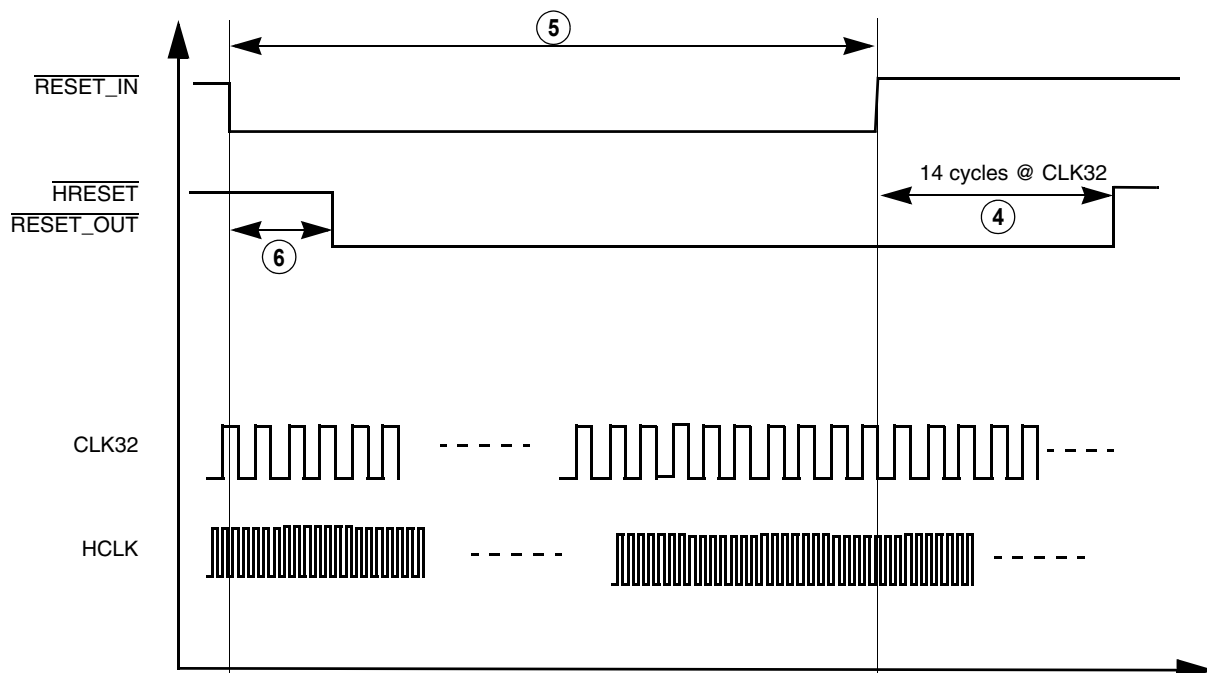 5
RESET_IN
14 cycles @ CLK32
HRESET
4
RESET_OUT
6
CLK32
HCLK